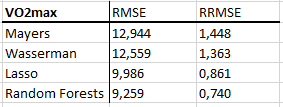 VO2max RMSE RRMSE
Mayers 12,944 1,448
Wasserman 12,559 1,363
Lasso 9,986 0,861
Random Forests 9,259 0,740